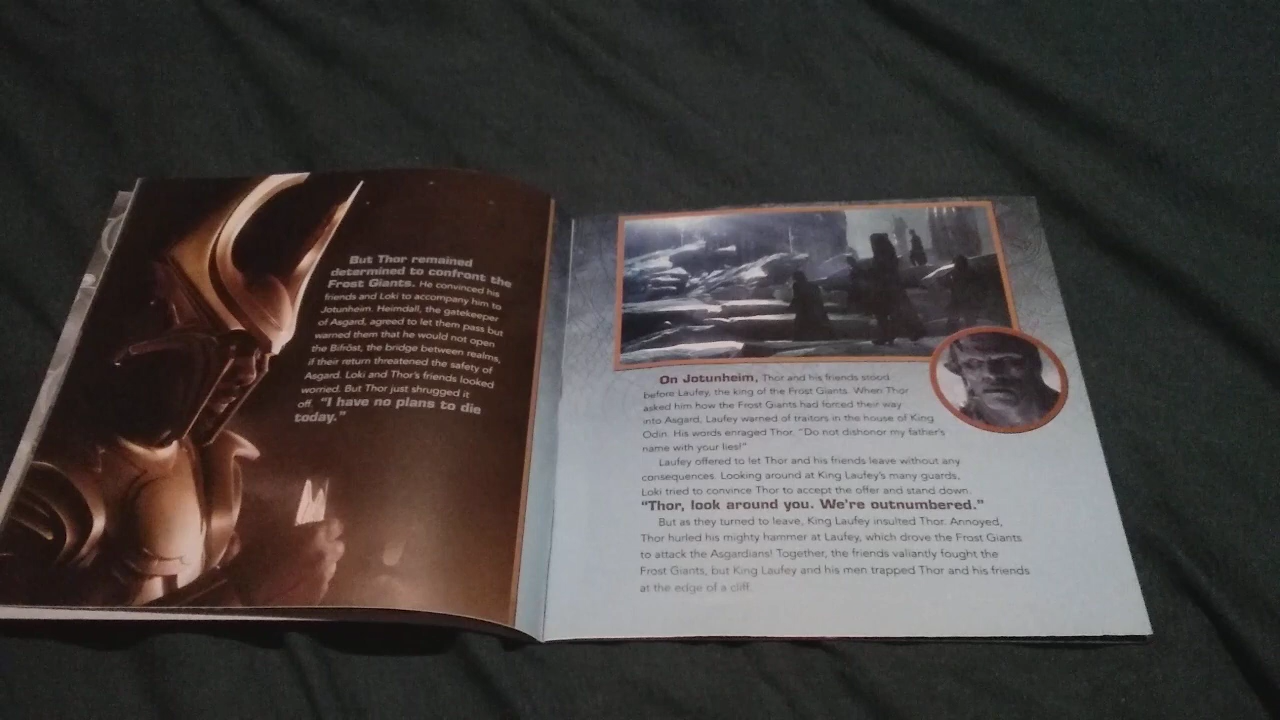 But Thor remained
determined to confront the
Frost Giants. He convinced his
friends and Loki to accompany him to
Jotunheim. Heimdall, the gatekeeper
of Asgard, agreed to let them pass but
warned them that he would not open
the Bifröst, the bridge between realms,
if their return threatened the safety of
Asgard. Loki and Thor's friends looked
worried. But Thor just shrugged it
off. “I have no plans to die
today.”
On Jotunheim, Thor and his friends stood
before Laufey, the king of the Frost Giants. When Thor
asked him how the Frost Giants had forced their way
into Asgard, Laufey warned of traitors in the house of King
Odin. His words enraged Thor. “Do not dishonor my father's
name with your lies!”
Laufey offered to let Thor and his friends leave without any
consequences. Looking around at King Laufey's many guards,
Loki tried to convince Thor to accept the offer and stand down.
“Thor, look around you. We're outnumbered.”
But as they turned to leave, King Laufey insulted Thor. Annoyed,
Thor hurled his mighty hammer at Laufey, which drove the Frost Giants
to attack the Asgardians! Together, the friends valiantly fought the
Frost Giants, but King Laufey and his men trapped Thor and his friends
at the edge of a cliff.